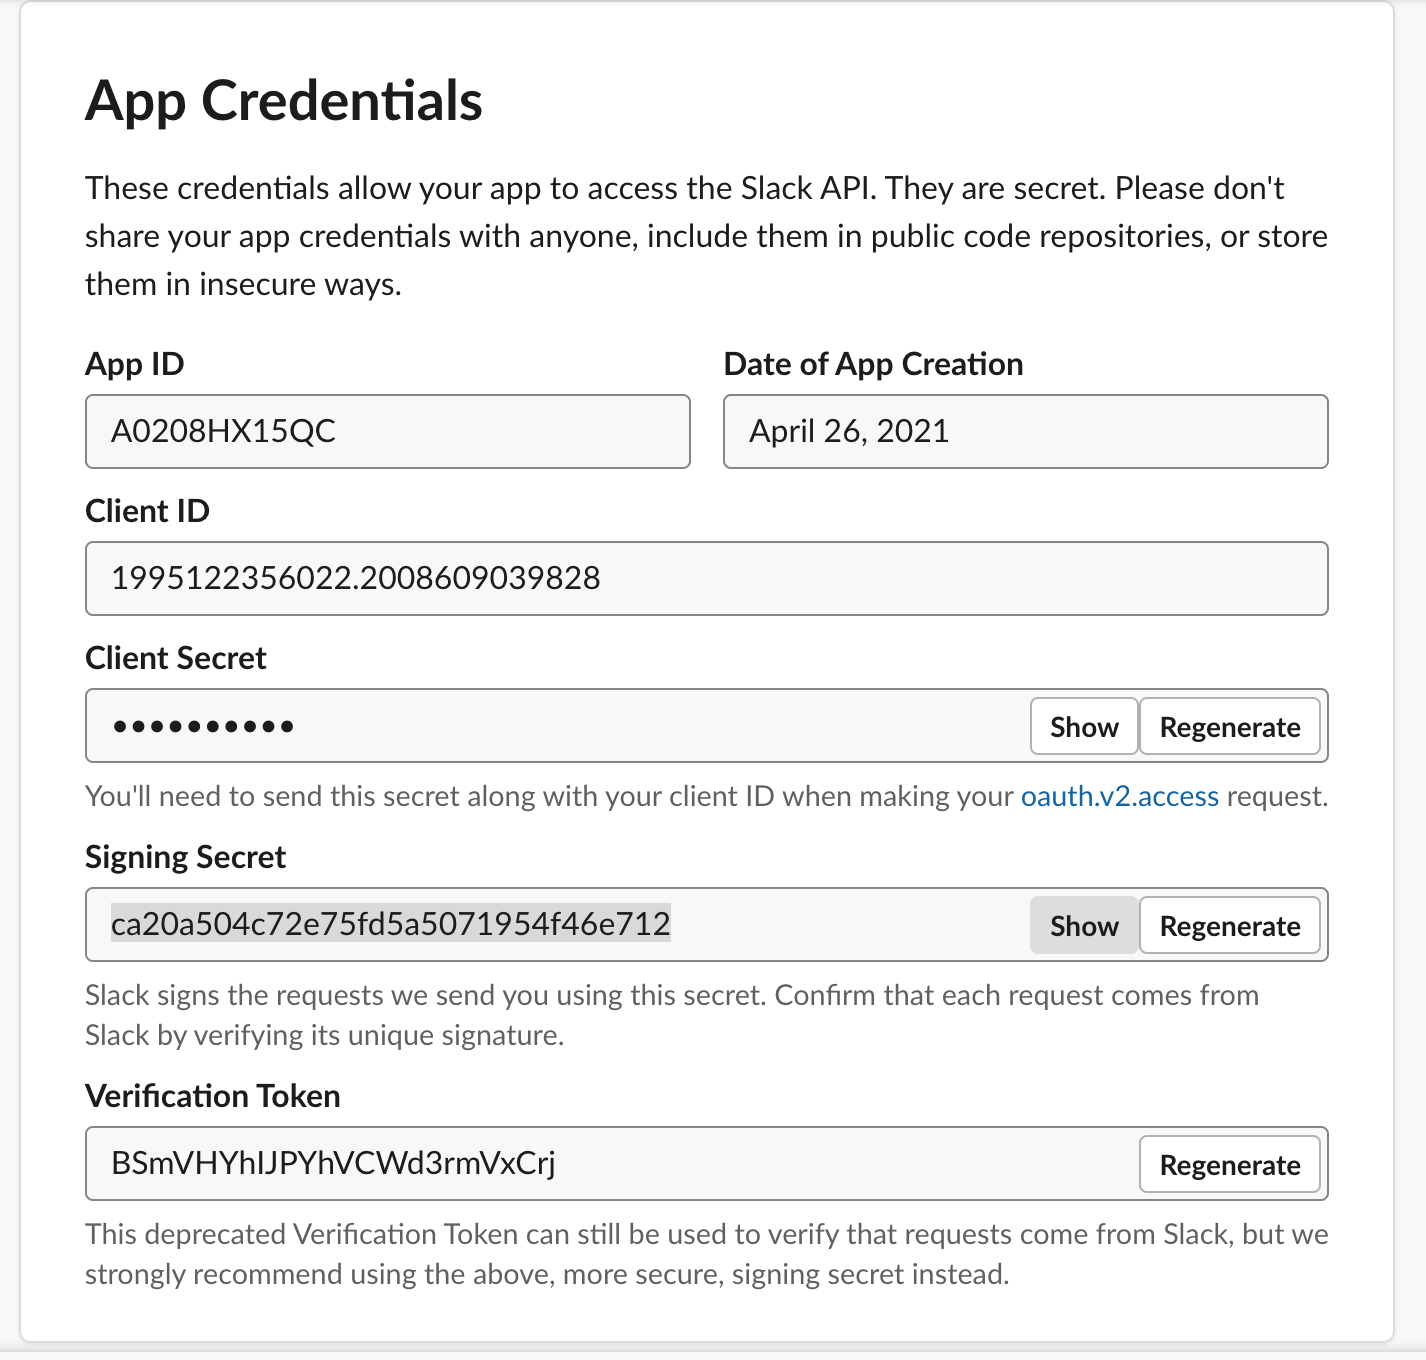 App Credentials
These credentials allow your app to access the Slack API. They are secret. Please don't
share your app credentials with anyone, include them in public code repositories, or store
them in insecure ways.
App ID
Date of App Creation
A0208HX15QC
April 26, 2021
Client ID
1995122356022.2008609039828
Client Secret
••••••••••
Show
Regenerate
You'll need to send this secret along with your client ID when making your oauth.v2.access request.
Signing Secret
ca20a504c72e75fd5a5071954f46e712
Show
Regenerate
Slack signs the requests we send you using this secret. Confirm that each request comes from
Slack by verifying its unique signature.
Verification Token
BSmVHYhIJPYhVCWd3rmVxCrj
Regenerate
This deprecated Verification Token can still be used to verify that requests come from Slack, but we
strongly recommend using the above, more secure, signing secret instead.